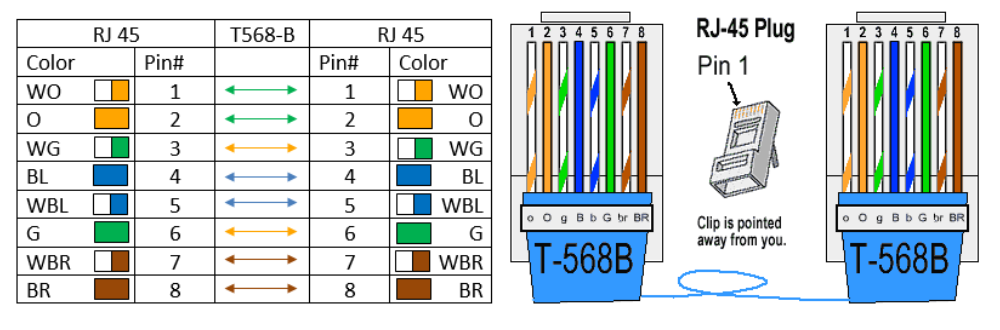 RJ 45 T568-B RJ 45
Color Pin# Pin# Color
WO 1 1 WO
O 2 2 O
WG 3 3 WG
BL 4 4 BL
WBL 5 5 WBL
G 6 6 G
WBR 7 7 WBR
BR 8 8 BR
1 2 3 4 5 6 7 8
o O g B b G br BR
T-568B
RJ-45 Plug
Pin 1
Clip is pointed
away from you.
1 2 3 4 5 6 7 8
o O g B b G br BR
T-568B